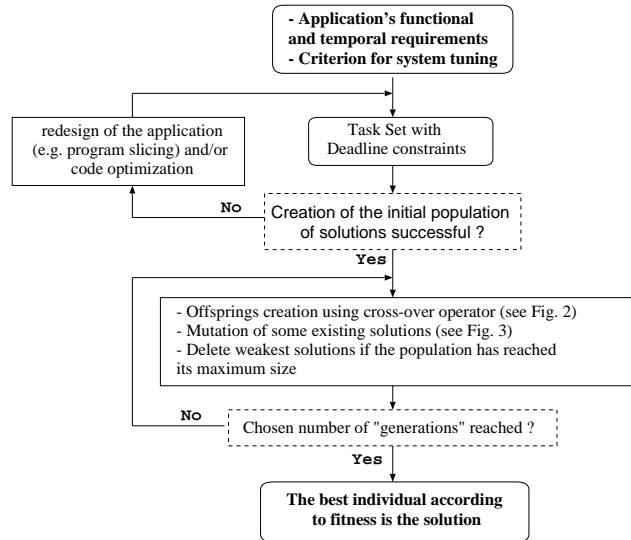 - Application's functional
and temporal requirements
- Criterion for system tuning
redesign of the application
(e.g. program slicing) and/or
code optimization
Task Set with
Deadline constraints
No
Creation of the initial population
of solutions successful ?
Yes
- Offsprings creation using cross-over operator (see Fig. 2)
- Mutation of some existing solutions (see Fig. 3)
- Delete weakest solutions if the population has reached
its maximum size
No
Chosen number of "generations" reached ?
Yes
The best individual according
to fitness is the solution